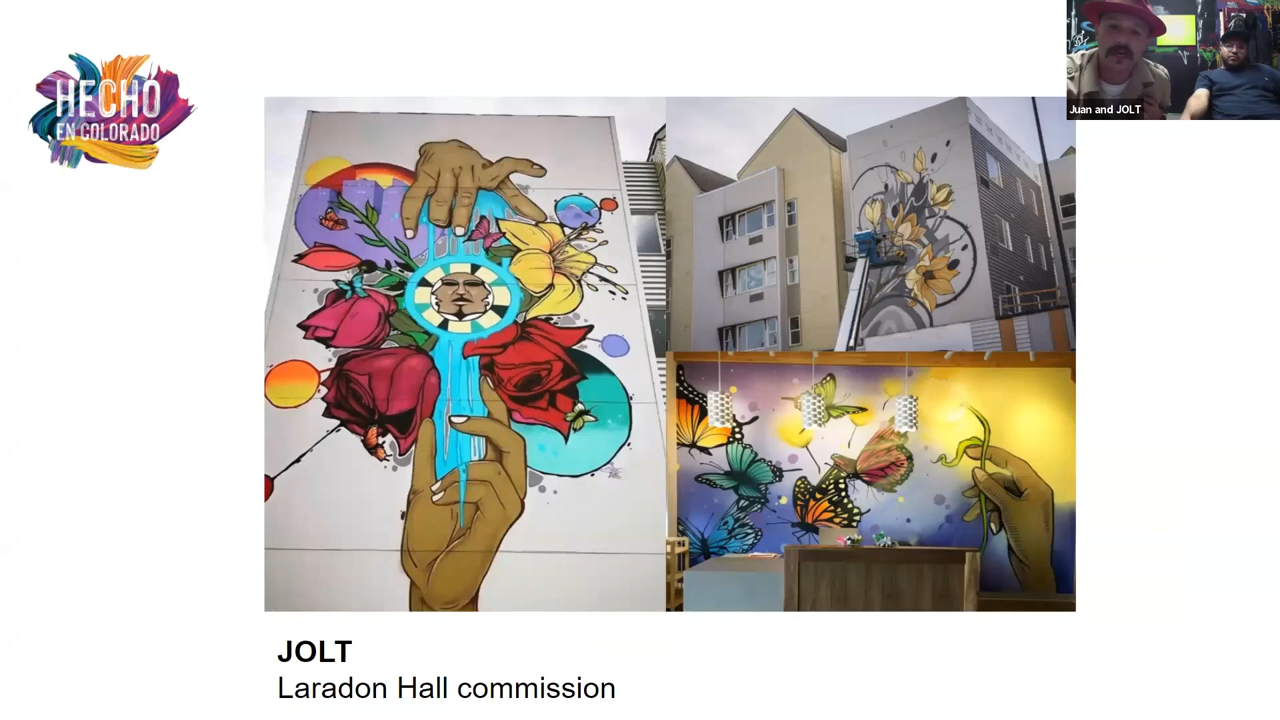 HECHO
EN COLORADO
Juan and JOLT
JOLT
Laradon Hall commission